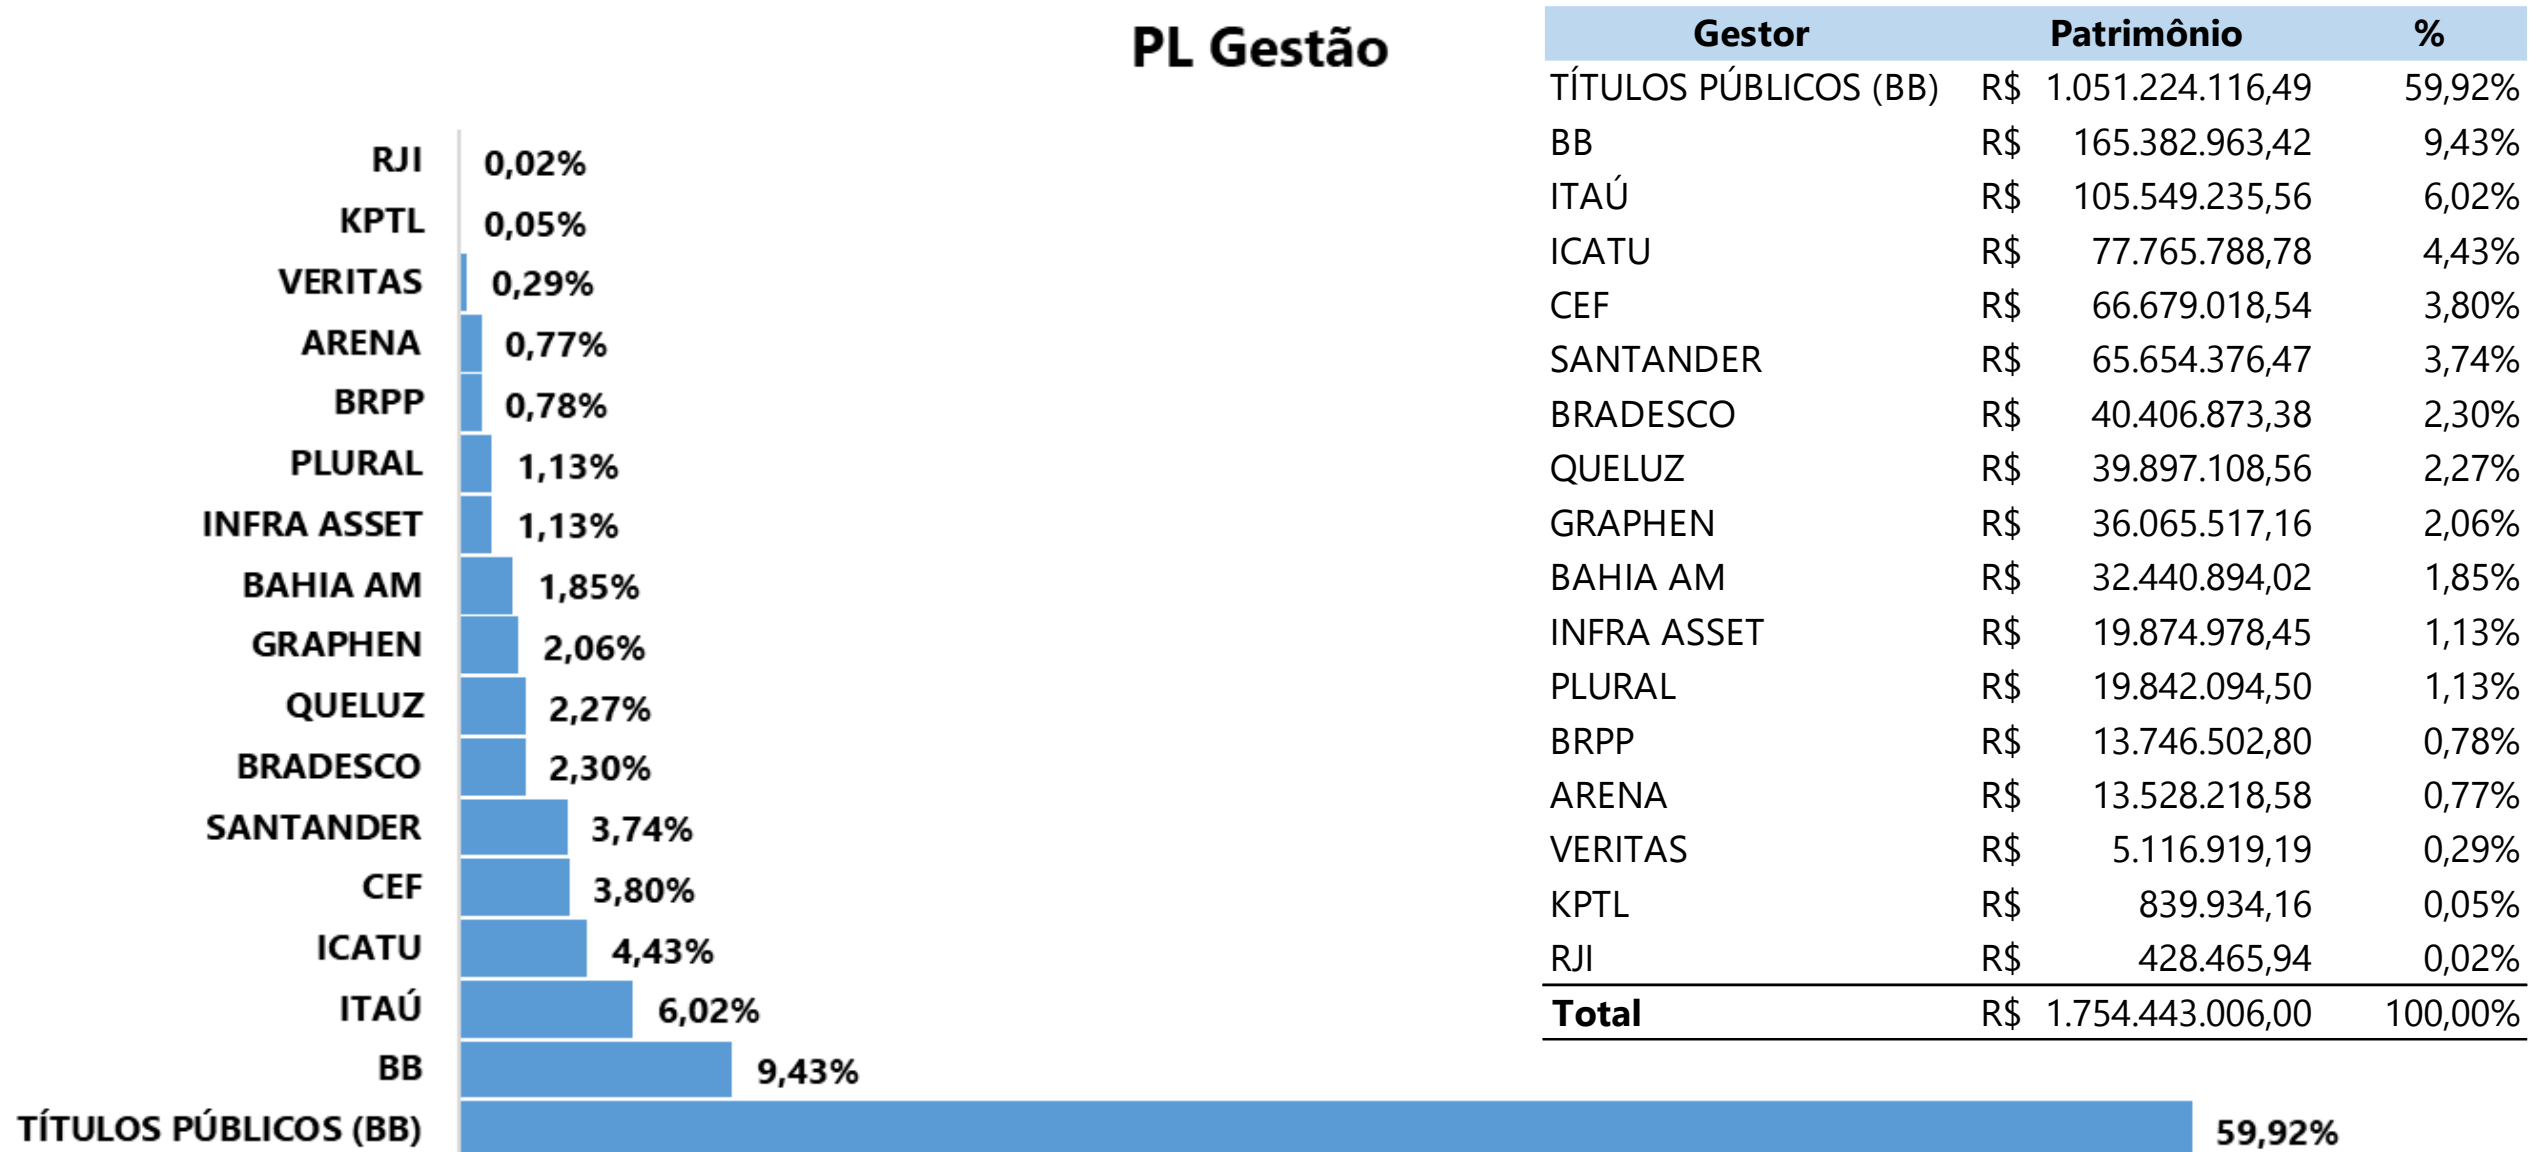 PL Gestão
RJI 0,02%
KPTL 0,05%
VERITAS 0,29%
ARENA 0,77%
BRPP 0,78%
PLURAL 1,13%
INFRA ASSET 1,13%
BAHIA AM 1,85%
GRAPHEN 2,06%
QUELUZ 2,27%
BRADESCO 2,30%
SANTANDER 3,74%
CEF 3,80%
ICATU 4,43%
ITAÚ 6,02%
BB 9,43%
TÍTULOS PÚBLICOS (BB) 59,92%
Gestor Patrimônio %
TÍTULOS PÚBLICOS (BB) R$ 1.051.224.116,49 59,92%
BB R$ 165.382.963,42 9,43%
ITAÚ R$ 105.549.235,56 6,02%
ICATU R$ 77.765.788,78 4,43%
CEF R$ 66.679.018,54 3,80%
SANTANDER R$ 65.654.376,47 3,74%
BRADESCO R$ 40.406.873,38 2,30%
QUELUZ R$ 39.897.108,56 2,27%
GRAPHEN R$ 36.065.517,16 2,06%
BAHIA AM R$ 32.440.894,02 1,85%
INFRA ASSET R$ 19.874.978,45 1,13%
PLURAL R$ 19.842.094,50 1,13%
BRPP R$ 13.746.502,80 0,78%
ARENA R$ 13.528.218,58 0,77%
VERITAS R$ 5.116.919,19 0,29%
KPTL R$ 839.934,16 0,05%
RJI R$ 428.465,94 0,02%
Total R$ 1.754.443.006,00 100,00%